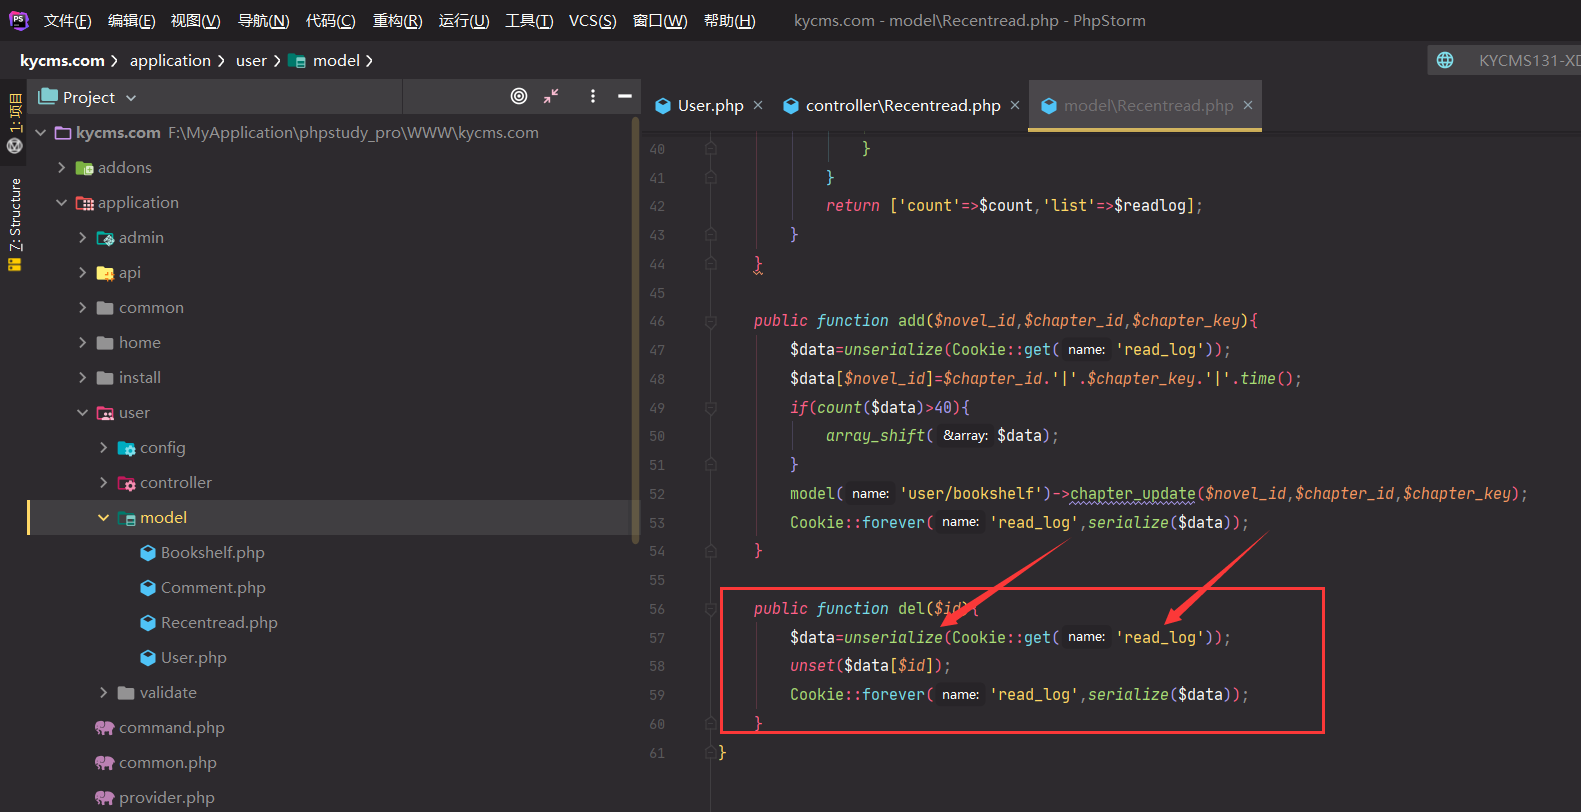 PS 文件(F) 编辑(E) 视图(V) 导航(N) 代码(C) 重构(R) 运行(U) 工具(T) VCS(S) 窗口(W) 帮助(H) kycms.com - model\Recentread.php - PhpStorm
kycms.com application user model KYCMS131-XD
1: 项目
Z: Structure
Project
kycms.com F:\MyApplication\phpstudy_pro\WWW\kycms.com
addons
application
admin
api
common
home
install
user
config
controller
model
Bookshelf.php
Comment.php
Recentread.php
User.php
validate
command.php
common.php
provider.php
User.php controller\Recentread.php model\Recentread.php
40 }
41 }
42 return ['count'=>$count,'list'=>$readlog];
43 }
44 }
45
46 public function add($novel_id,$chapter_id,$chapter_key){
47 $data=unserialize(Cookie::get( name: 'read_log'));
48 $data[$novel_id]=$chapter_id.'|'.$chapter_key.'|'.time();
49 if(count($data)>40){
50 array_shift( &array: $data);
51 }
52 model( name: 'user/bookshelf')->chapter_update($novel_id,$chapter_id,$chapter_key);
53 Cookie::forever( name: 'read_log',serialize($data));
54 }
55
56 public function del($id){
57 $data=unserialize(Cookie::get( name: 'read_log'));
58 unset($data[$id]);
59 Cookie::forever( name: 'read_log',serialize($data));
60 }
61 }